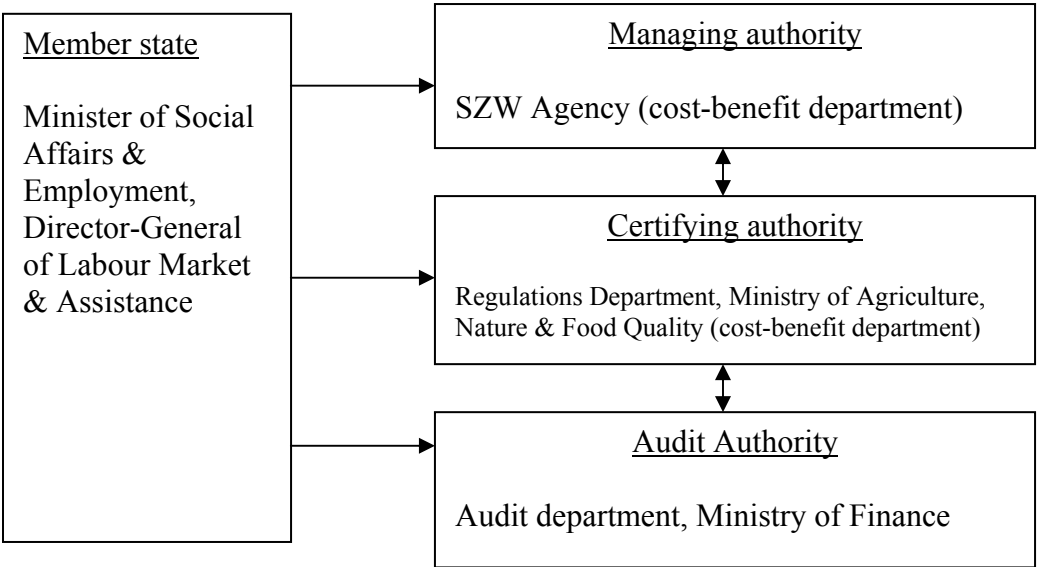 Member state
Minister of Social
Affairs &
Employment,
Director-General
of Labour Market
& Assistance
Managing authority
SZW Agency (cost-benefit department)
Certifying authority
Regulations Department, Ministry of Agriculture,
Nature & Food Quality (cost-benefit department)
Audit Authority
Audit department, Ministry of Finance